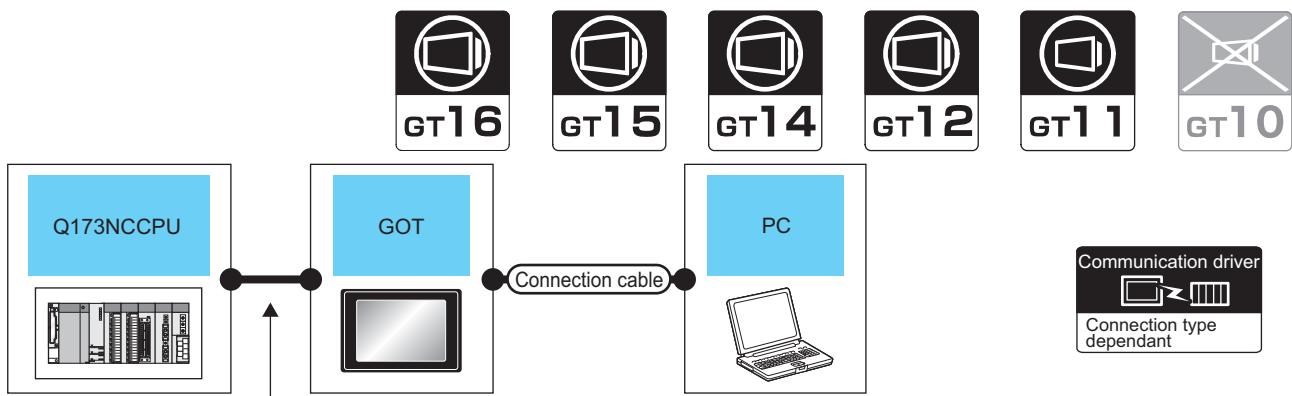 GT16 GT15 GT14 GT12 GT11 GT10
Q173NCCPU
GOT
PC
Connection cable
Communication driver
Connection type
dependant